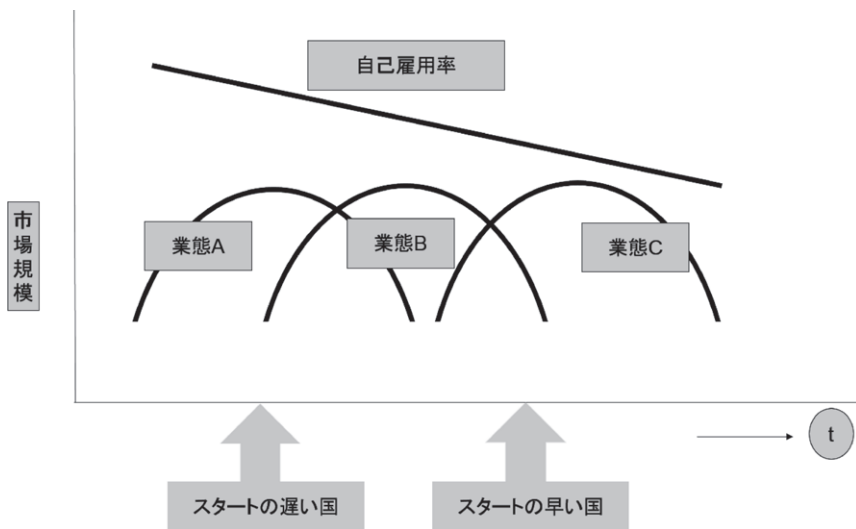 自己雇用率
市場規模
業態A
業態B
業態C
t
スタートの遅い国
スタートの早い国